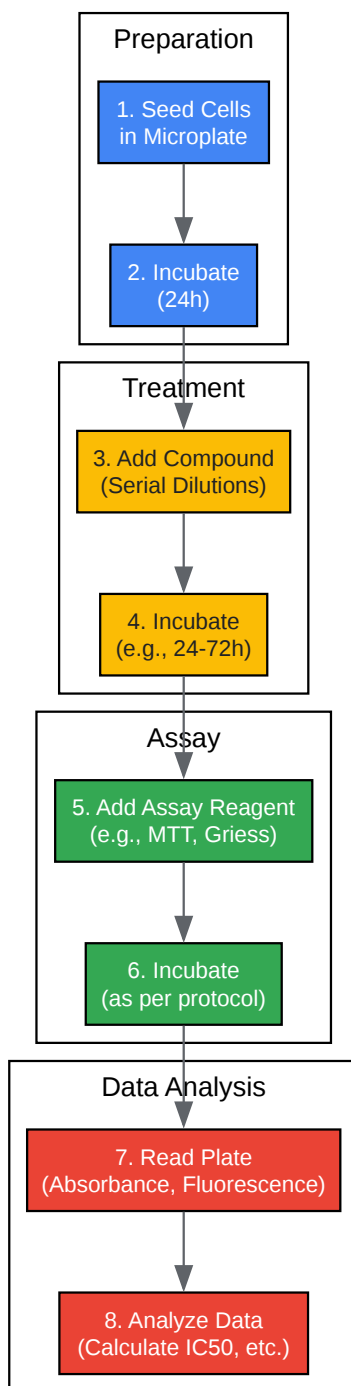 Preparation
1. Seed Cells
in Microplate
2. Incubate
(24h)
Treatment
3. Add Compound
(Serial Dilutions)
4. Incubate
(e.g., 24-72h)
Assay
5. Add Assay Reagent
(e.g., MTT, Griess)
6. Incubate
(as per protocol)
Data Analysis
7. Read Plate
(Absorbance, Fluorescence)
8. Analyze Data
(Calculate IC50, etc.)